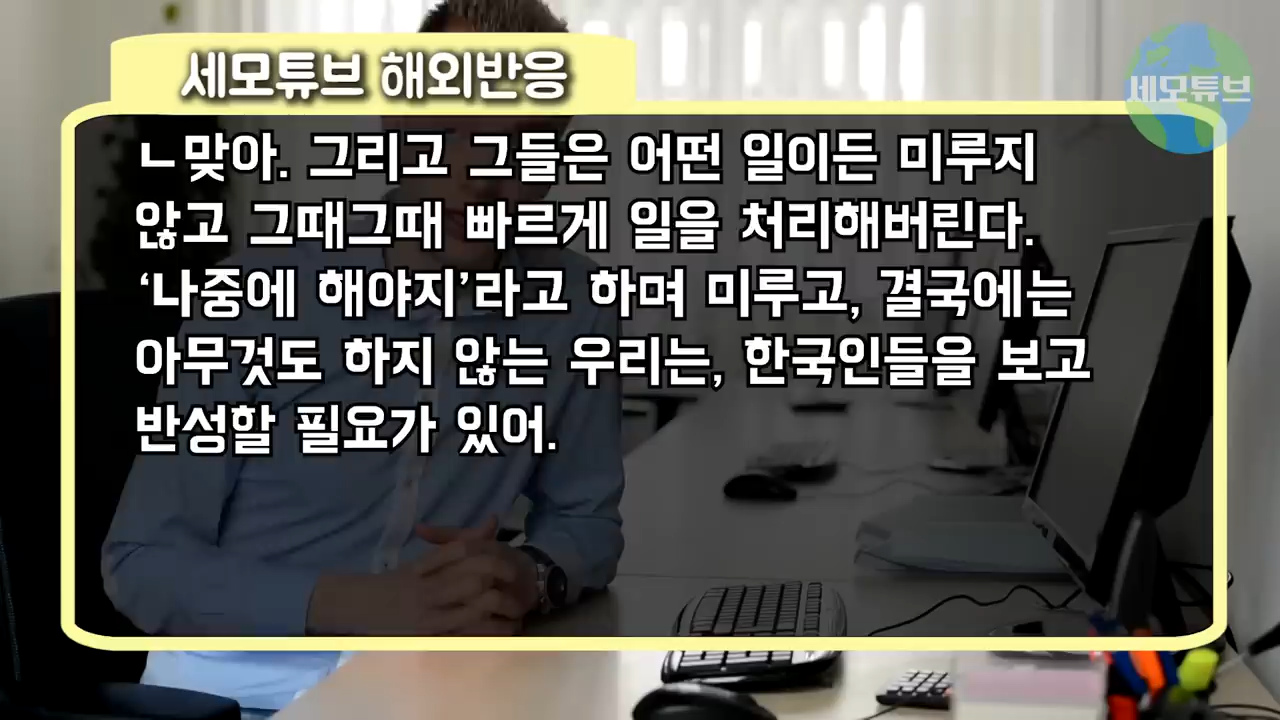 세모튜브 해외반응
세모튜브
ㄴ맞아. 그리고 그들은 어떤 일이든 미루지
않고 그때그때 빠르게 일을 처리해버린다.
‘나중에 해야지’라고 하며 미루고, 결국에는
아무것도 하지 않는 우리는, 한국인들을 보고
반성할 필요가 있어.